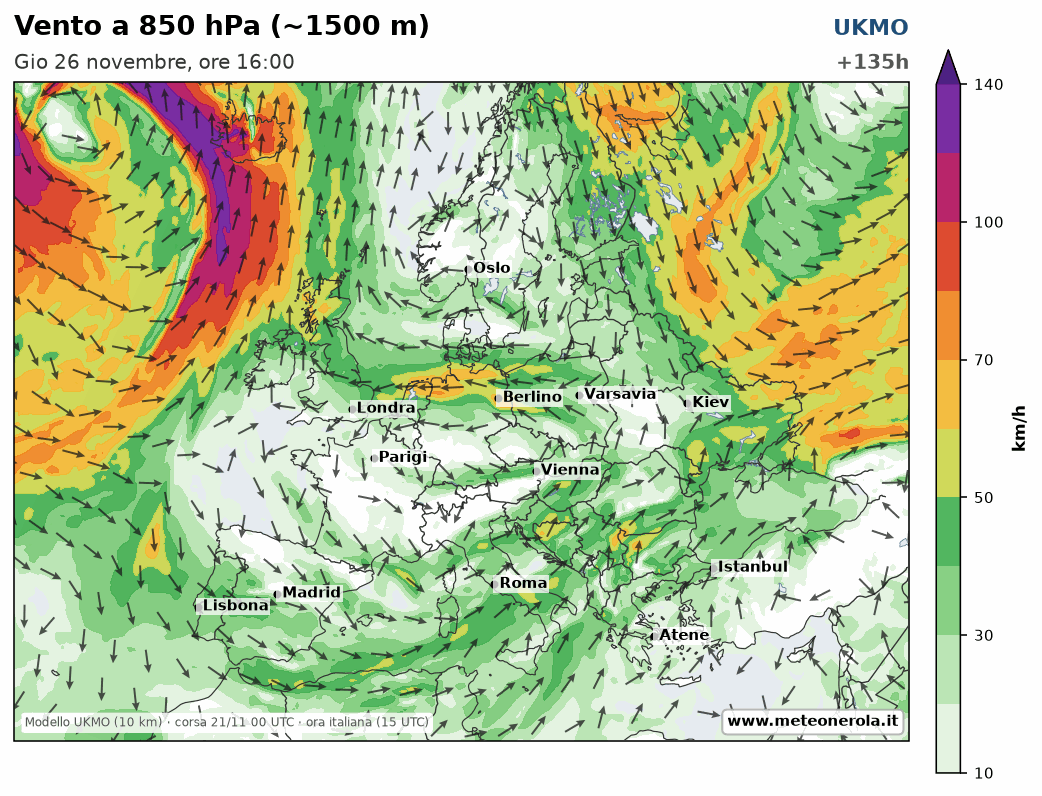 Vento a 850 hPa (~1500 m)
UKMO
Gio 26 novembre, ore 16:00
+135h
140
100
70
50
30
10
km/h
Oslo
Londra
Berlino
Varsavia
Kiev
Parigi
Vienna
Istanbul
Roma
Madrid
Lisbona
Atene
Modello UKMO (10 km) · corsa 21/11 00 UTC · ora italiana (15 UTC)
www.meteonerola.it